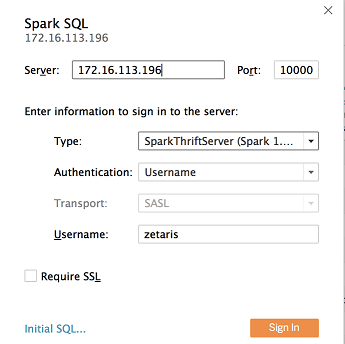 Spark SQL
172.16.113.196
Server: 172.16.113.196 Port: 10000
Enter information to sign in to the server:
Type: SparkThriftServer (Spark 1....
Authentication: Username
Transport: SASL
Username: zetaris
Require SSL
Initial SQL... Sign In